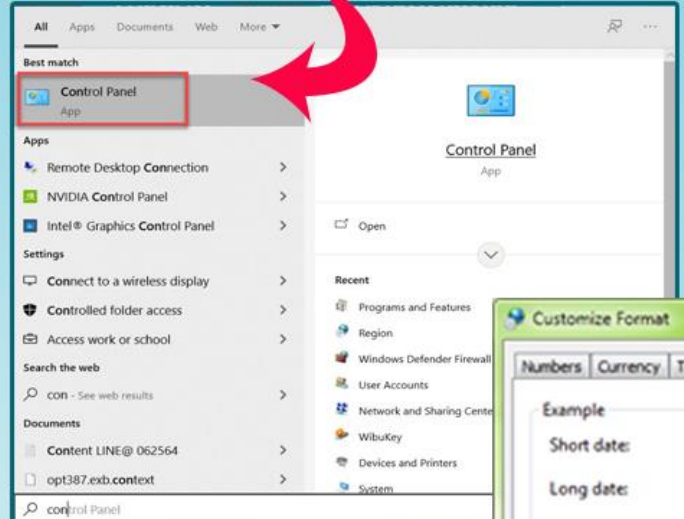 All Apps Documents Web More
Best match
Control Panel
App
Apps
Remote Desktop Connection
NVIDIA Control Panel
Intel® Graphics Control Panel
Settings
Connect to a wireless display
Controlled folder access
Access work or school
Search the web
con - See web results
Documents
Content LINE@ 062564
opt387.exb.context
control Panel
Control Panel
App
Open
Recent
Programs and Features
Region
Windows Defender Firewall
User Accounts
Network and Sharing Cente
WibuKey
Devices and Printers
System
Customize Format
Numbers Currency T
Example
Short date:
Long date: